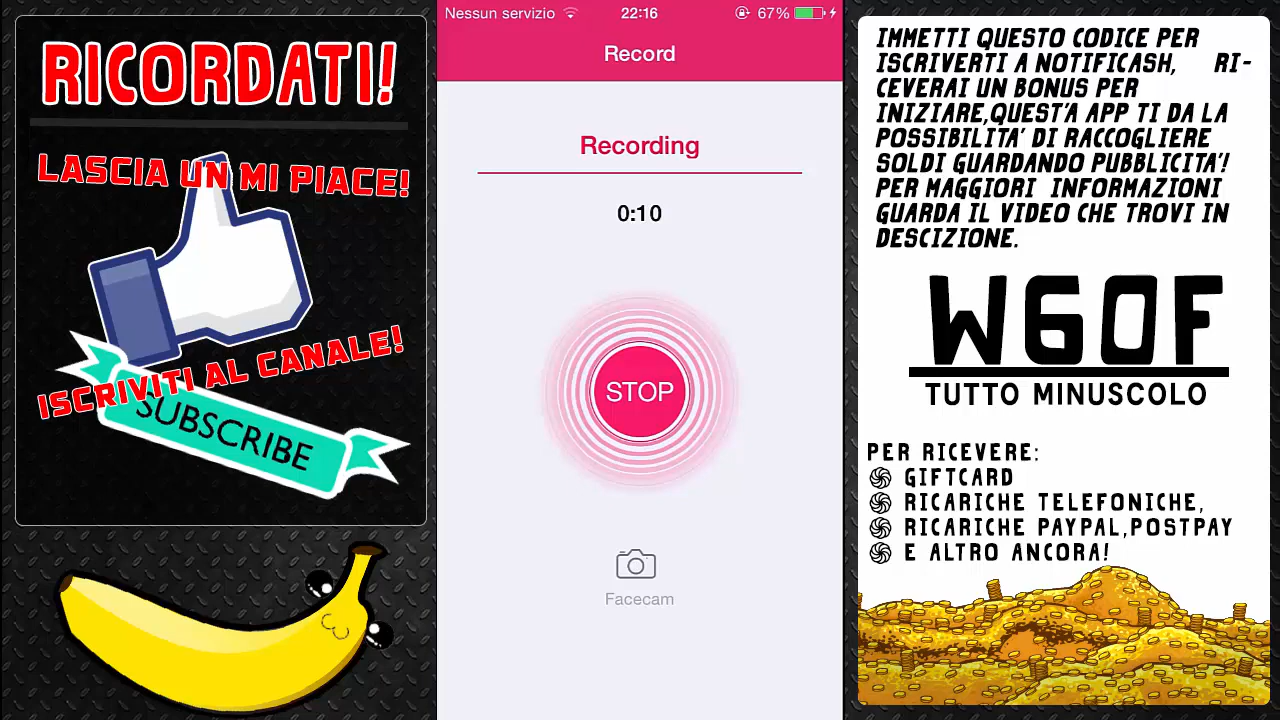 RICORDATI!
LASCIA UN MI PIACE!
ISCRIVITI AL CANALE!
SUBSCRIBE
Nessun servizio 22:16 67%
Record
Recording
0:10
STOP
Facecam
IMMETTI QUESTO CODICE PER
ISCRIVERTI A NOTIFICASH, RI-
CEVERAI UN BONUS PER
INIZIARE,QUEST'A APP TI DA LA
POSSIBILITA' DI RACCOGLIERE
SOLDI GUARDANDO PUBBLICITA'!
PER MAGGIORI INFORMAZIONI
GUARDA IL VIDEO CHE TROVI IN
DESCIZIONE.
W60F
TUTTO MINUSCOLO
PER RICEVERE:
GIFTCARD
RICARICHE TELEFONICHE,
RICARICHE PAYPAL,POSTPAY
E ALTRO ANCORA!